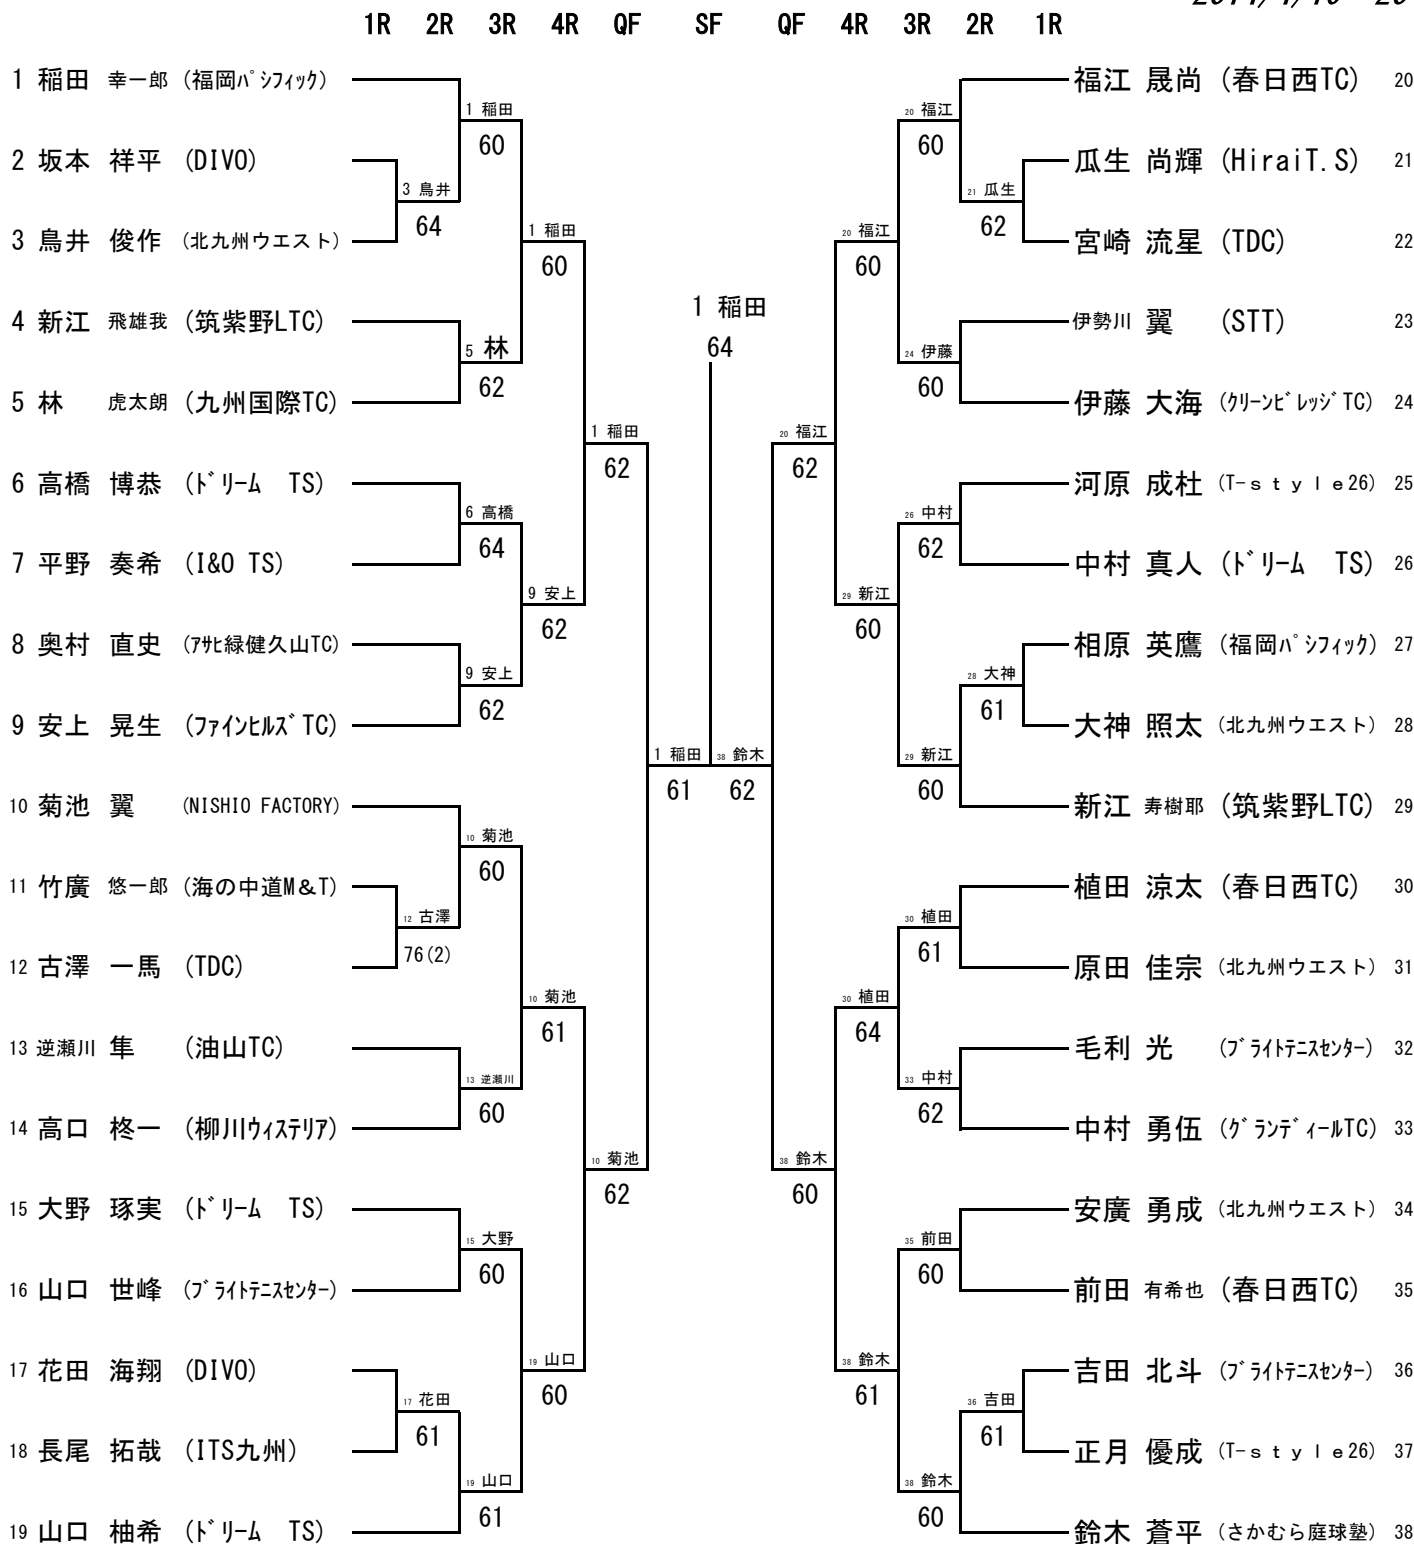 1R 2R 3R 4R QF SF QF 4R 3R 2R 1R
1 稲田 幸一郎 (福岡パシフィック)
2 坂本 祥平 (DIVO)
3 鳥井 俊作 (北九州ウエスト)
4 新江 飛雄我 (筑紫野LTC)
5 林 虎太朗 (九州国際TC)
6 高橋 博恭 (ドリーム TS)
7 平野 奏希 (I&O TS)
8 奥村 直史 (アサヒ緑健久山TC)
9 安上 晃生 (ファインヒルズTC)
10 菊池 翼 (NISHIO FACTORY)
11 竹廣 悠一郎 (海の中道M&T)
12 古澤 一馬 (TDC)
13 逆瀬川 隼 (油山TC)
14 高口 柊一 (柳川ウィステリア)
15 大野 琢実 (ドリーム TS)
16 山口 世峰 (ブライトテニスセンター)
17 花田 海翔 (DIVO)
18 長尾 拓哉 (ITS九州)
19 山口 柚希 (ドリーム TS)
3 鳥井
64
12 古澤
76(2)
17 花田
61
1 稲田
60
5 林
62
6 高橋
64
9 安上
62
10 菊池
60
13 逆瀬川
60
15 大野
60
19 山口
61
1 稲田
60
9 安上
62
10 菊池
61
19 山口
60
1 稲田
62
10 菊池
62
1 稲田
61
1 稲田
64
38 鈴木
62
20 福江
62
38 鈴木
60
20 福江
60
29 新江
60
30 植田
64
38 鈴木
61
20 福江
60
24 伊藤
60
26 中村
62
29 新江
60
30 植田
61
33 中村
62
35 前田
60
38 鈴木
60
21 瓜生
62
28 大神
61
36 吉田
61
福江 晟尚 (春日西TC) 20
瓜生 尚輝 (HiraiT.S) 21
宮崎 流星 (TDC) 22
伊勢川 翼 (STT) 23
伊藤 大海 (クリーンビレッジTC) 24
河原 成杜 (T-style26) 25
中村 真人 (ドリーム TS) 26
相原 英鷹 (福岡パシフィック) 27
大神 照太 (北九州ウエスト) 28
新江 寿樹耶 (筑紫野LTC) 29
植田 涼太 (春日西TC) 30
原田 佳宗 (北九州ウエスト) 31
毛利 光 (ブライトテニスセンター) 32
中村 勇伍 (グランディールTC) 33
安廣 勇成 (北九州ウエスト) 34
前田 有希也 (春日西TC) 35
吉田 北斗 (ブライトテニスセンター) 36
正月 優成 (T-style26) 37
鈴木 蒼平 (さかむら庭球塾) 38